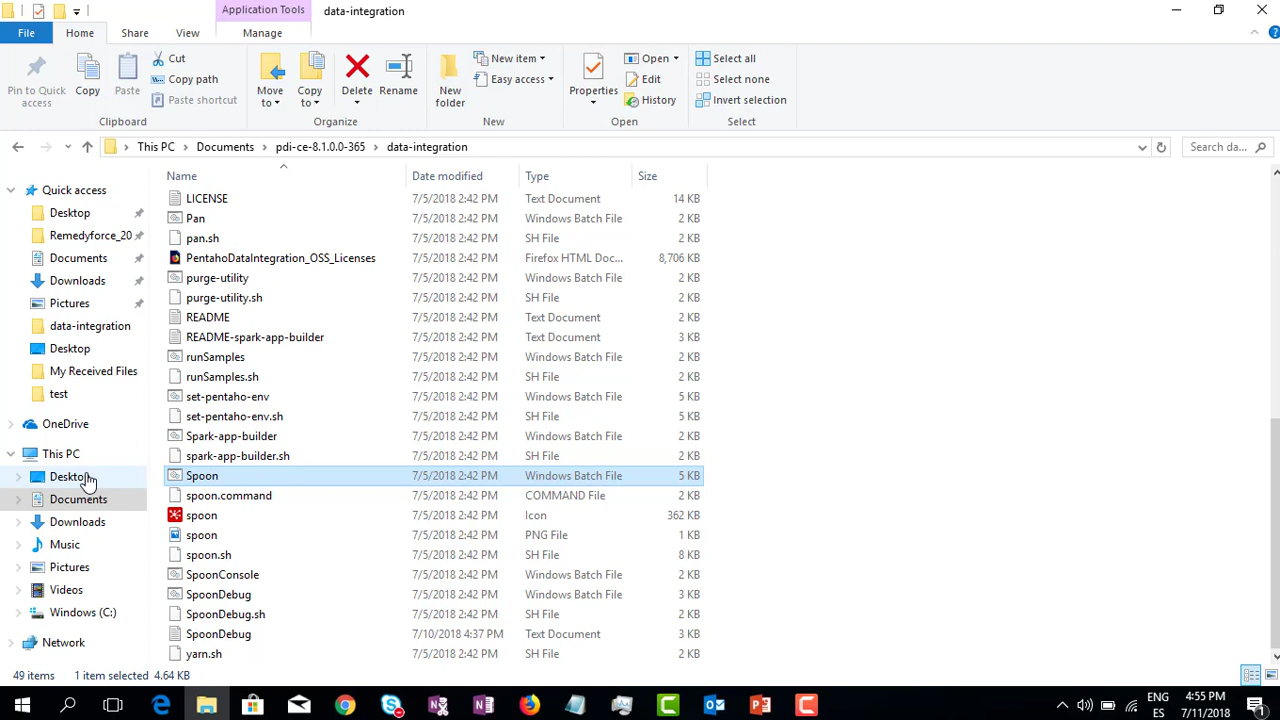 Application Tools
data-integration
File Home Share View Manage
Pin to Quick access
Copy
Paste
Cut
Copy path
Paste shortcut
Clipboard
Move to
Copy to
Delete
Rename
Organize
New folder
New item
Easy access
New
Properties
Open
Edit
History
Open
Select all
Select none
Invert selection
Select
This PC Documents pdi-ce-8.1.0.0-365 data-integration
Search da...
Name Date modified Type Size
Quick access
Desktop
Remedyforce_20
Documents
Downloads
Pictures
data-integration
Desktop
My Received Files
test
OneDrive
This PC
Desktop
Documents
Downloads
Music
Pictures
Videos
Windows (C:)
Network
LICENSE 7/5/2018 2:42 PM Text Document 14 KB
Pan 7/5/2018 2:42 PM Windows Batch File 2 KB
pan.sh 7/5/2018 2:42 PM SH File 2 KB
PentahoDataIntegration_OSS_Licenses 7/5/2018 2:42 PM Firefox HTML Doc... 8,706 KB
purge-utility 7/5/2018 2:42 PM Windows Batch File 2 KB
purge-utility.sh 7/5/2018 2:42 PM SH File 2 KB
README 7/5/2018 2:42 PM Text Document 2 KB
README-spark-app-builder 7/5/2018 2:42 PM Text Document 3 KB
runSamples 7/5/2018 2:42 PM Windows Batch File 2 KB
runSamples.sh 7/5/2018 2:42 PM SH File 2 KB
set-pentaho-env 7/5/2018 2:42 PM Windows Batch File 5 KB
set-pentaho-env.sh 7/5/2018 2:42 PM SH File 5 KB
Spark-app-builder 7/5/2018 2:42 PM Windows Batch File 2 KB
spark-app-builder.sh 7/5/2018 2:42 PM SH File 2 KB
Spoon 7/5/2018 2:42 PM Windows Batch File 5 KB
spoon.command 7/5/2018 2:42 PM COMMAND File 2 KB
spoon 7/5/2018 2:42 PM Icon 362 KB
spoon 7/5/2018 2:42 PM PNG File 1 KB
spoon.sh 7/5/2018 2:42 PM SH File 8 KB
SpoonConsole 7/5/2018 2:42 PM Windows Batch File 2 KB
SpoonDebug 7/5/2018 2:42 PM Windows Batch File 3 KB
SpoonDebug.sh 7/5/2018 2:42 PM SH File 2 KB
SpoonDebug 7/10/2018 4:37 PM Text Document 3 KB
yarn.sh 7/5/2018 2:42 PM SH File 2 KB
49 items 1 item selected 4.64 KB
ENG
ES
4:55 PM
7/11/2018